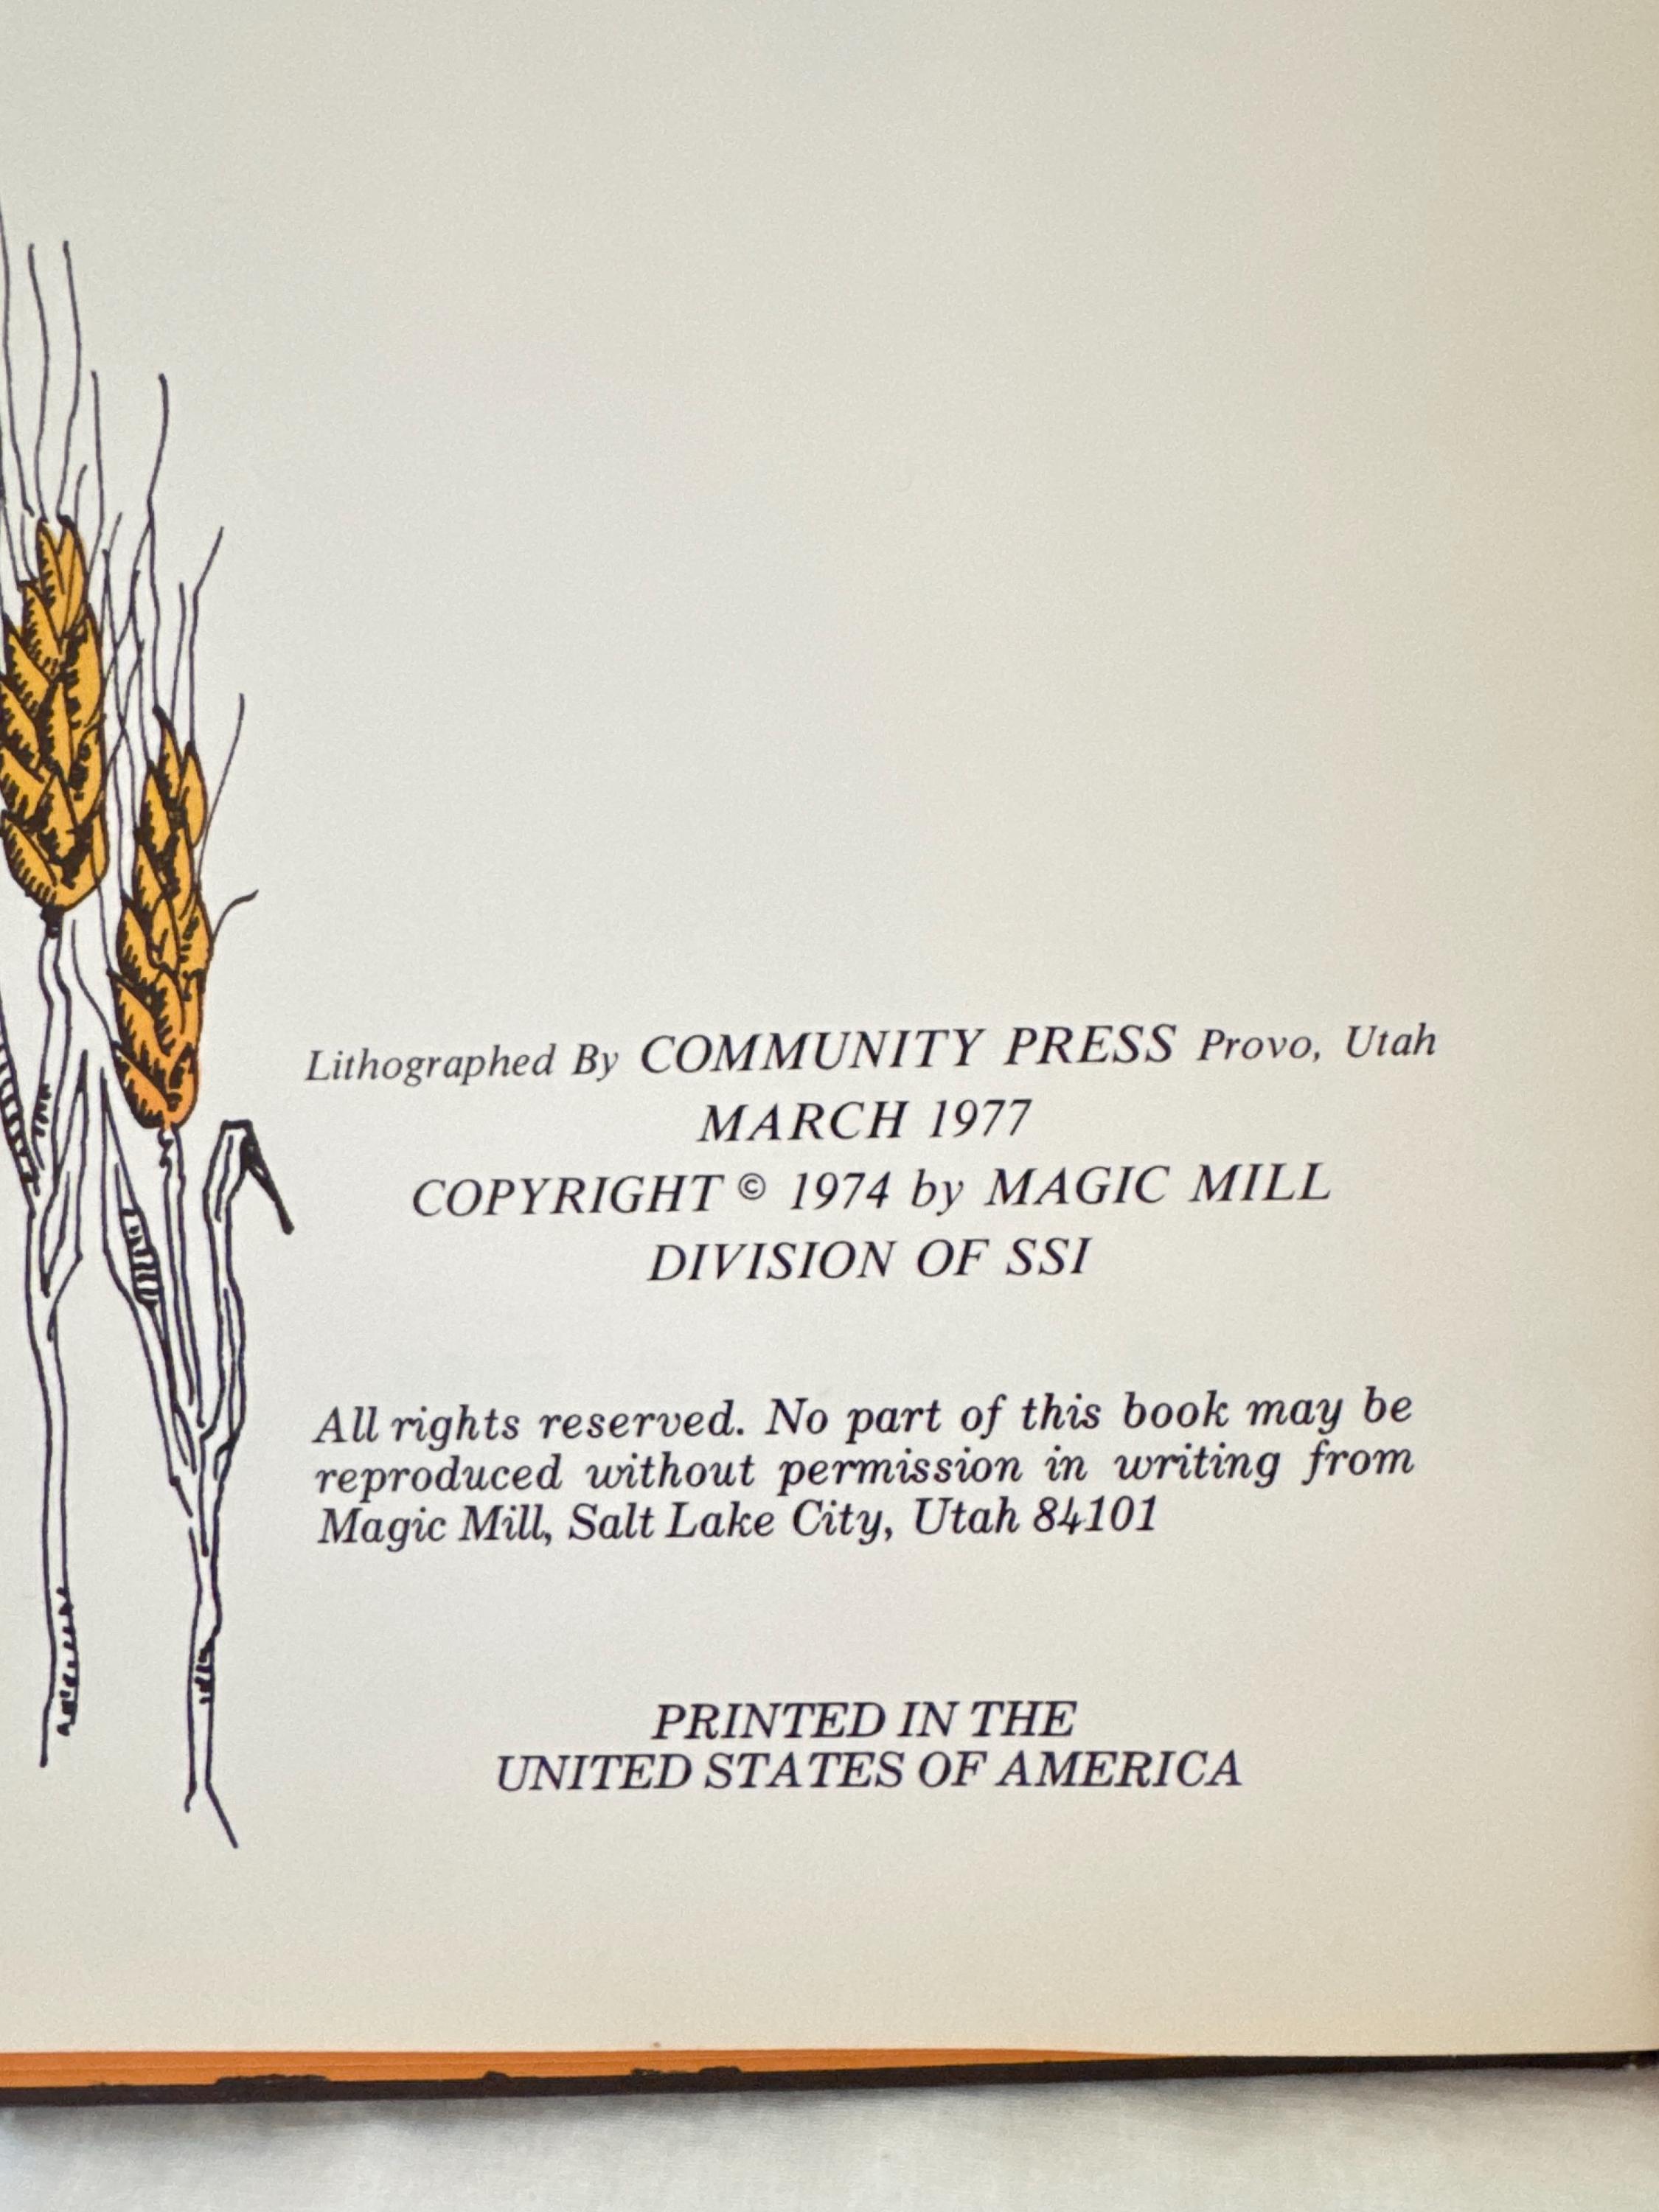 Lithographed By COMMUNITY PRESS Provo, Utah
MARCH 1977
COPYRIGHT © 1974 by MAGIC MILL
DIVISION OF SSI
All rights reserved. No part of this book may be
reproduced without permission in writing from
Magic Mill, Salt Lake City, Utah 84101
PRINTED IN THE
UNITED STATES OF AMERICA